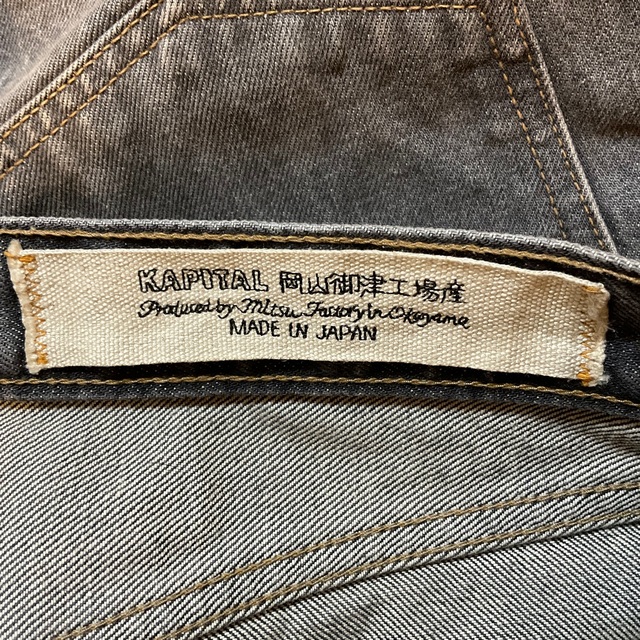 KAPITAL 岡山御津工場産
Produced by Mitsu Factory in Okayama
MADE IN JAPAN